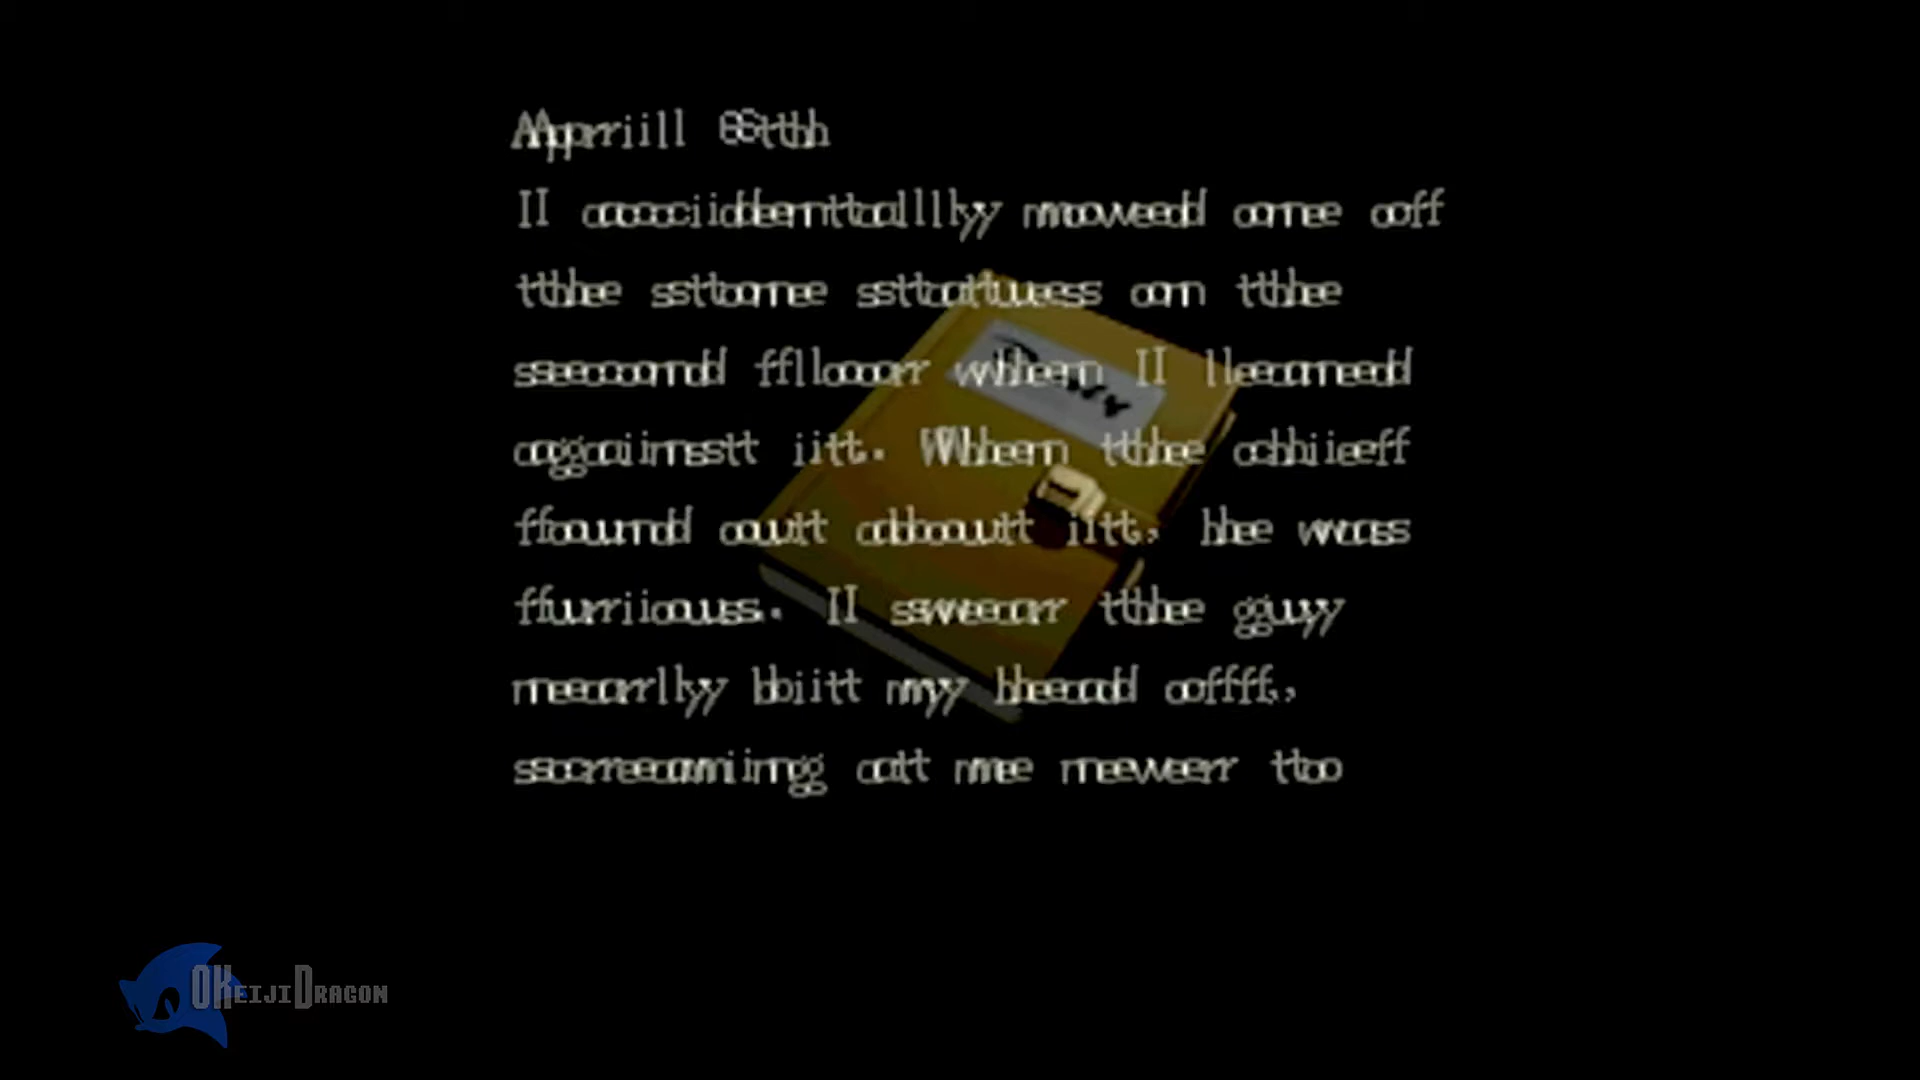 April 6th
I accidentally moved one of
the stone statues on the
second floor when I leaned
against it. When the chief
found out about it, he was
furious. I swear the guy
nearly bit my head off,
screaming at me never to
Diary
OKeijiDragon